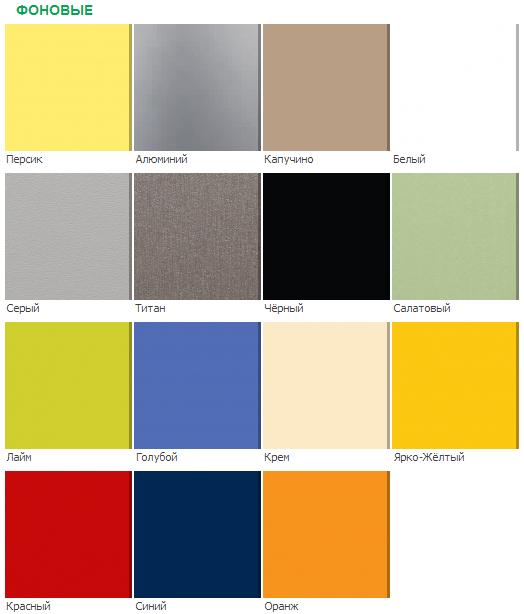 ФОНОВЫЕ
Персик Алюминий Капучино Белый
Серый Титан Чёрный Салатовый
Лайм Голубой Крем Ярко-Жёлтый
Красный Синий Оранж